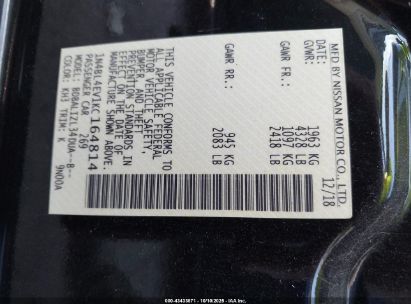 MFD BY NISSAN MOTOR CO., LTD.
DATE: 12/18
GVWR: 1963 KG
4328 LB
GAWR FR: 1097 KG
2418 LB
GAWR RR: 945 KG
2083 LB
THIS VEHICLE CONFORMS TO
ALL APPLICABLE FEDERAL
MOTOR VEHICLE SAFETY,
BUMPER, AND THEFT
PREVENTION STANDARDS IN
EFFECT ON THE DATE OF
MANUFACTURE SHOWN ABOVE.
PASSENGER CAR
COLOR: KH3 TRIM: K